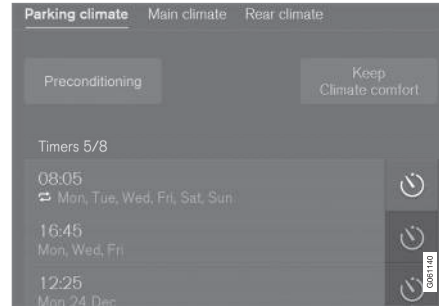 Parking climate Main climate Rear climate
Preconditioning
Keep
Climate comfort
Timers 5/8
08:05
Mon, Tue, Wed, Fri, Sat, Sun
16:45
Mon, Wed, Fri
12:25
Mon 24 Dec
G061140